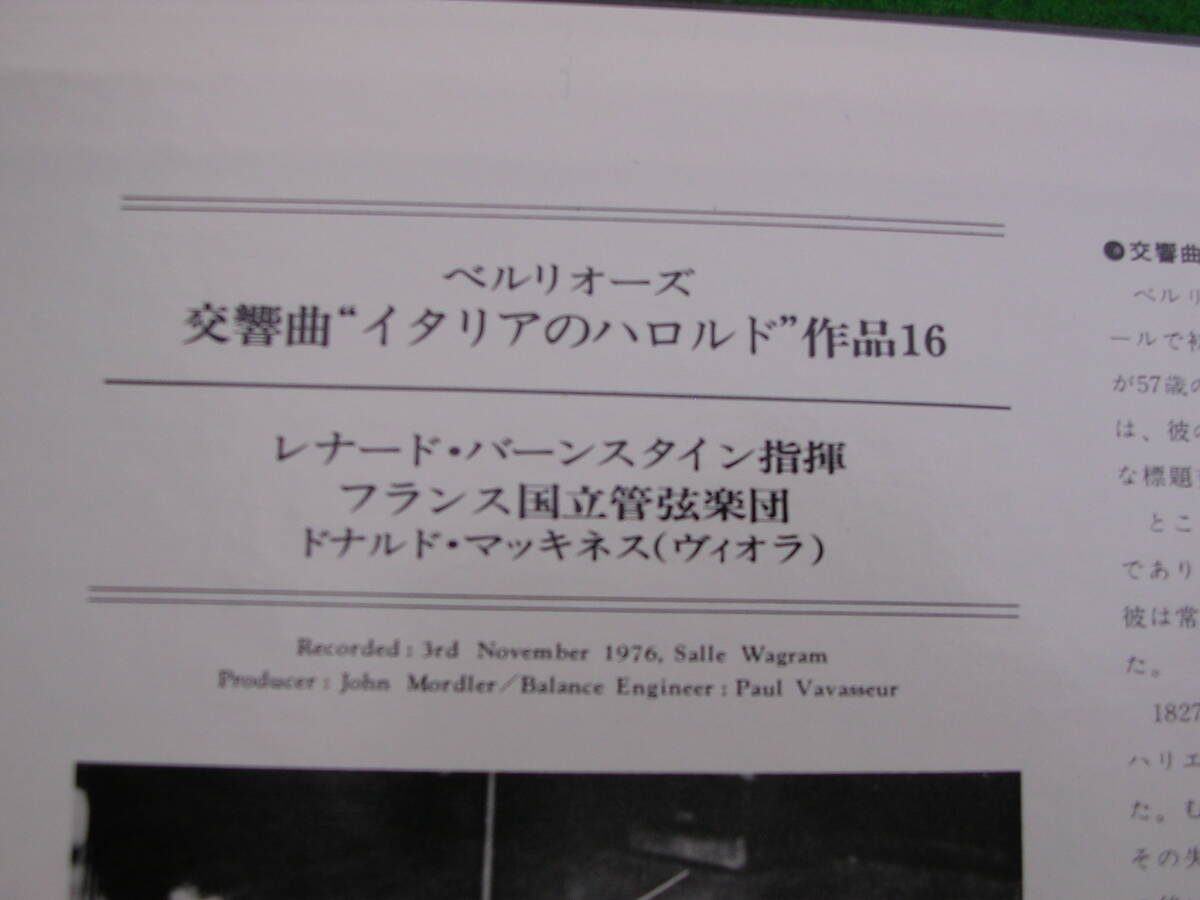 ベルリオーズ
交響曲“イタリアのハロルド”作品16
レナード・バーンスタイン指揮
フランス国立管弦楽団
ドナルド・マッキネス(ヴィオラ)
Recorded : 3rd November 1976, Salle Wagram
Producer : John Mordler／Balance Engineer : Paul Vavasseur
●交響曲
ベルリ
ールで初
が57歳の
は、彼の
な標題
とこ
であり
彼は常
た。
1827
ハリエ
た。む
その失